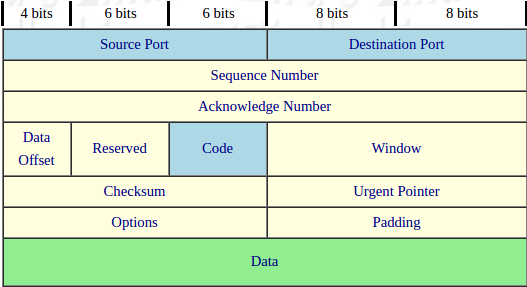 4 bits 6 bits 6 bits 8 bits 8 bits
Source Port Destination Port
Sequence Number
Acknowledge Number
Data Offset Reserved Code Window
Checksum Urgent Pointer
Options Padding
Data